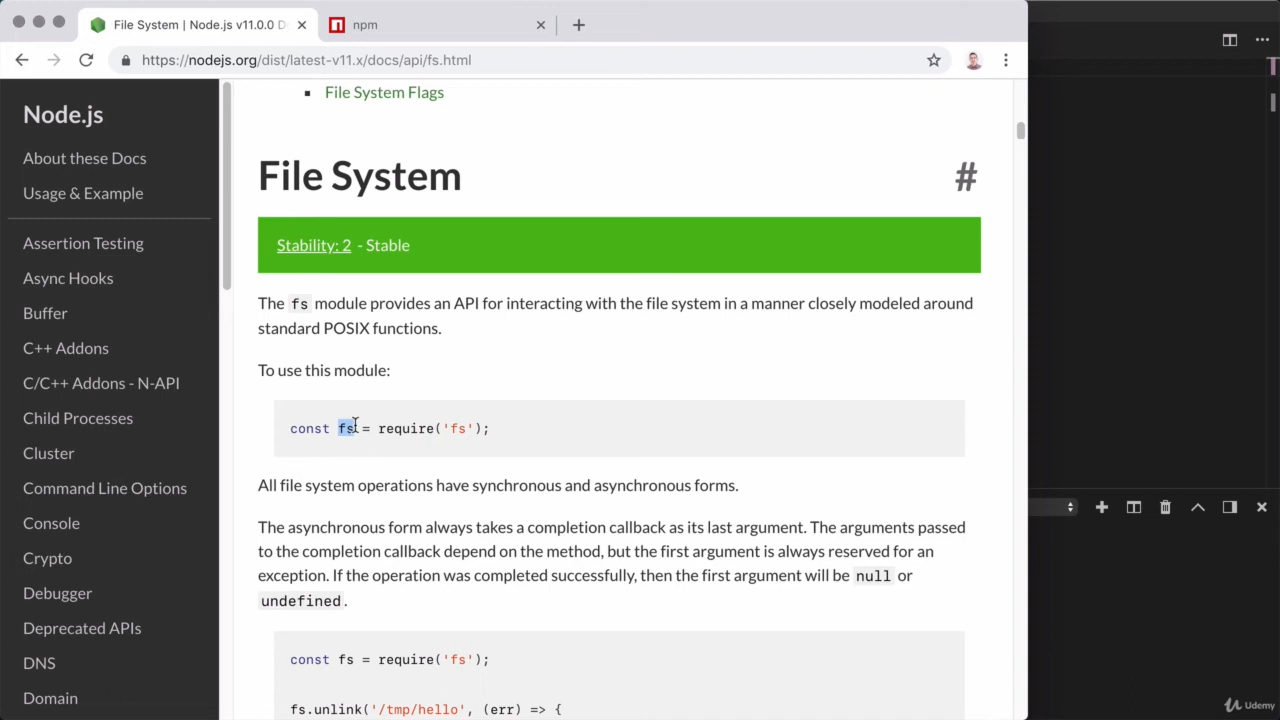 File System | Node.js v11.0.0 D
npm
https://nodejs.org/dist/latest-v11.x/docs/api/fs.html
Node.js
About these Docs
Usage & Example
Assertion Testing
Async Hooks
Buffer
C++ Addons
C/C++ Addons - N-API
Child Processes
Cluster
Command Line Options
Console
Crypto
Debugger
Deprecated APIs
DNS
Domain
File System Flags
File System
#
Stability: 2 - Stable
The fs module provides an API for interacting with the file system in a manner closely modeled around
standard POSIX functions.
To use this module:
const fs = require('fs');
All file system operations have synchronous and asynchronous forms.
The asynchronous form always takes a completion callback as its last argument. The arguments passed
to the completion callback depend on the method, but the first argument is always reserved for an
exception. If the operation was completed successfully, then the first argument will be null or
undefined.
const fs = require('fs');
fs.unlink('/tmp/hello', (err) => {
Udemy